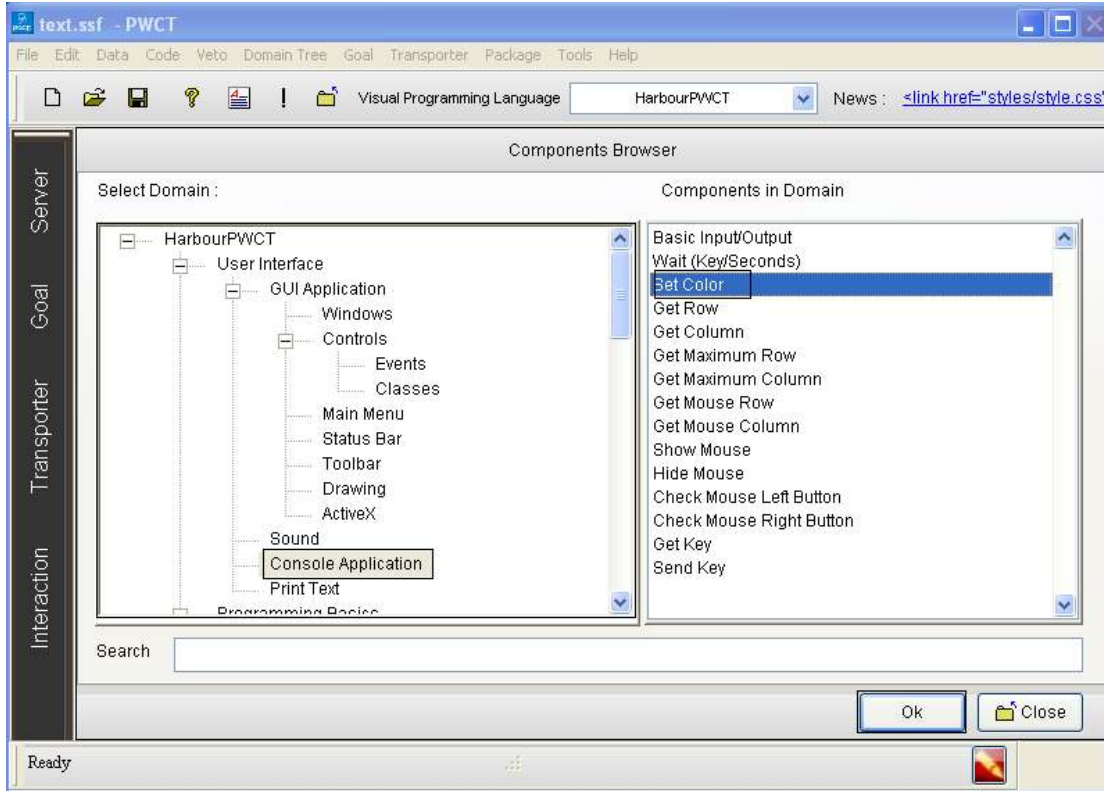 text.ssf - PWCT
File Edit Data Code Veto Domain Tree Goal Transporter Package Tools Help
Visual Programming Language HarbourPWCT News : <link href="styles/style.css"
Components Browser
Select Domain :
Components in Domain
HarbourPWCT
User Interface
GUI Application
Windows
Controls
Events
Classes
Main Menu
Status Bar
Toolbar
Drawing
ActiveX
Sound
Console Application
Print Text
Programming Basics
Basic Input/Output
Wait (Key/Seconds)
Set Color
Get Row
Get Column
Get Maximum Row
Get Maximum Column
Get Mouse Row
Get Mouse Column
Show Mouse
Hide Mouse
Check Mouse Left Button
Check Mouse Right Button
Get Key
Send Key
Server
Goal
Transporter
Interaction
Search
Ok
Close
Ready